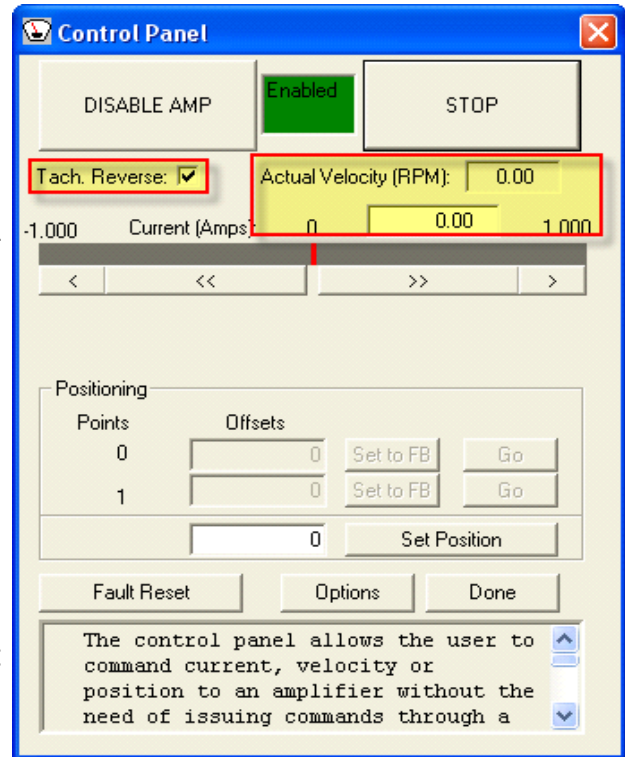 Control Panel
DISABLE AMP Enabled STOP
Tach. Reverse: Actual Velocity (RPM): 0.00
-1.000 Current (Amps): 0 0.00 1.000
< << >> >
Positioning
Points Offsets
0 0 Set to FB Go
1 0 Set to FB Go
0 Set Position
Fault Reset Options Done
The control panel allows the user to
command current, velocity or
position to an amplifier without the
need of issuing commands through a